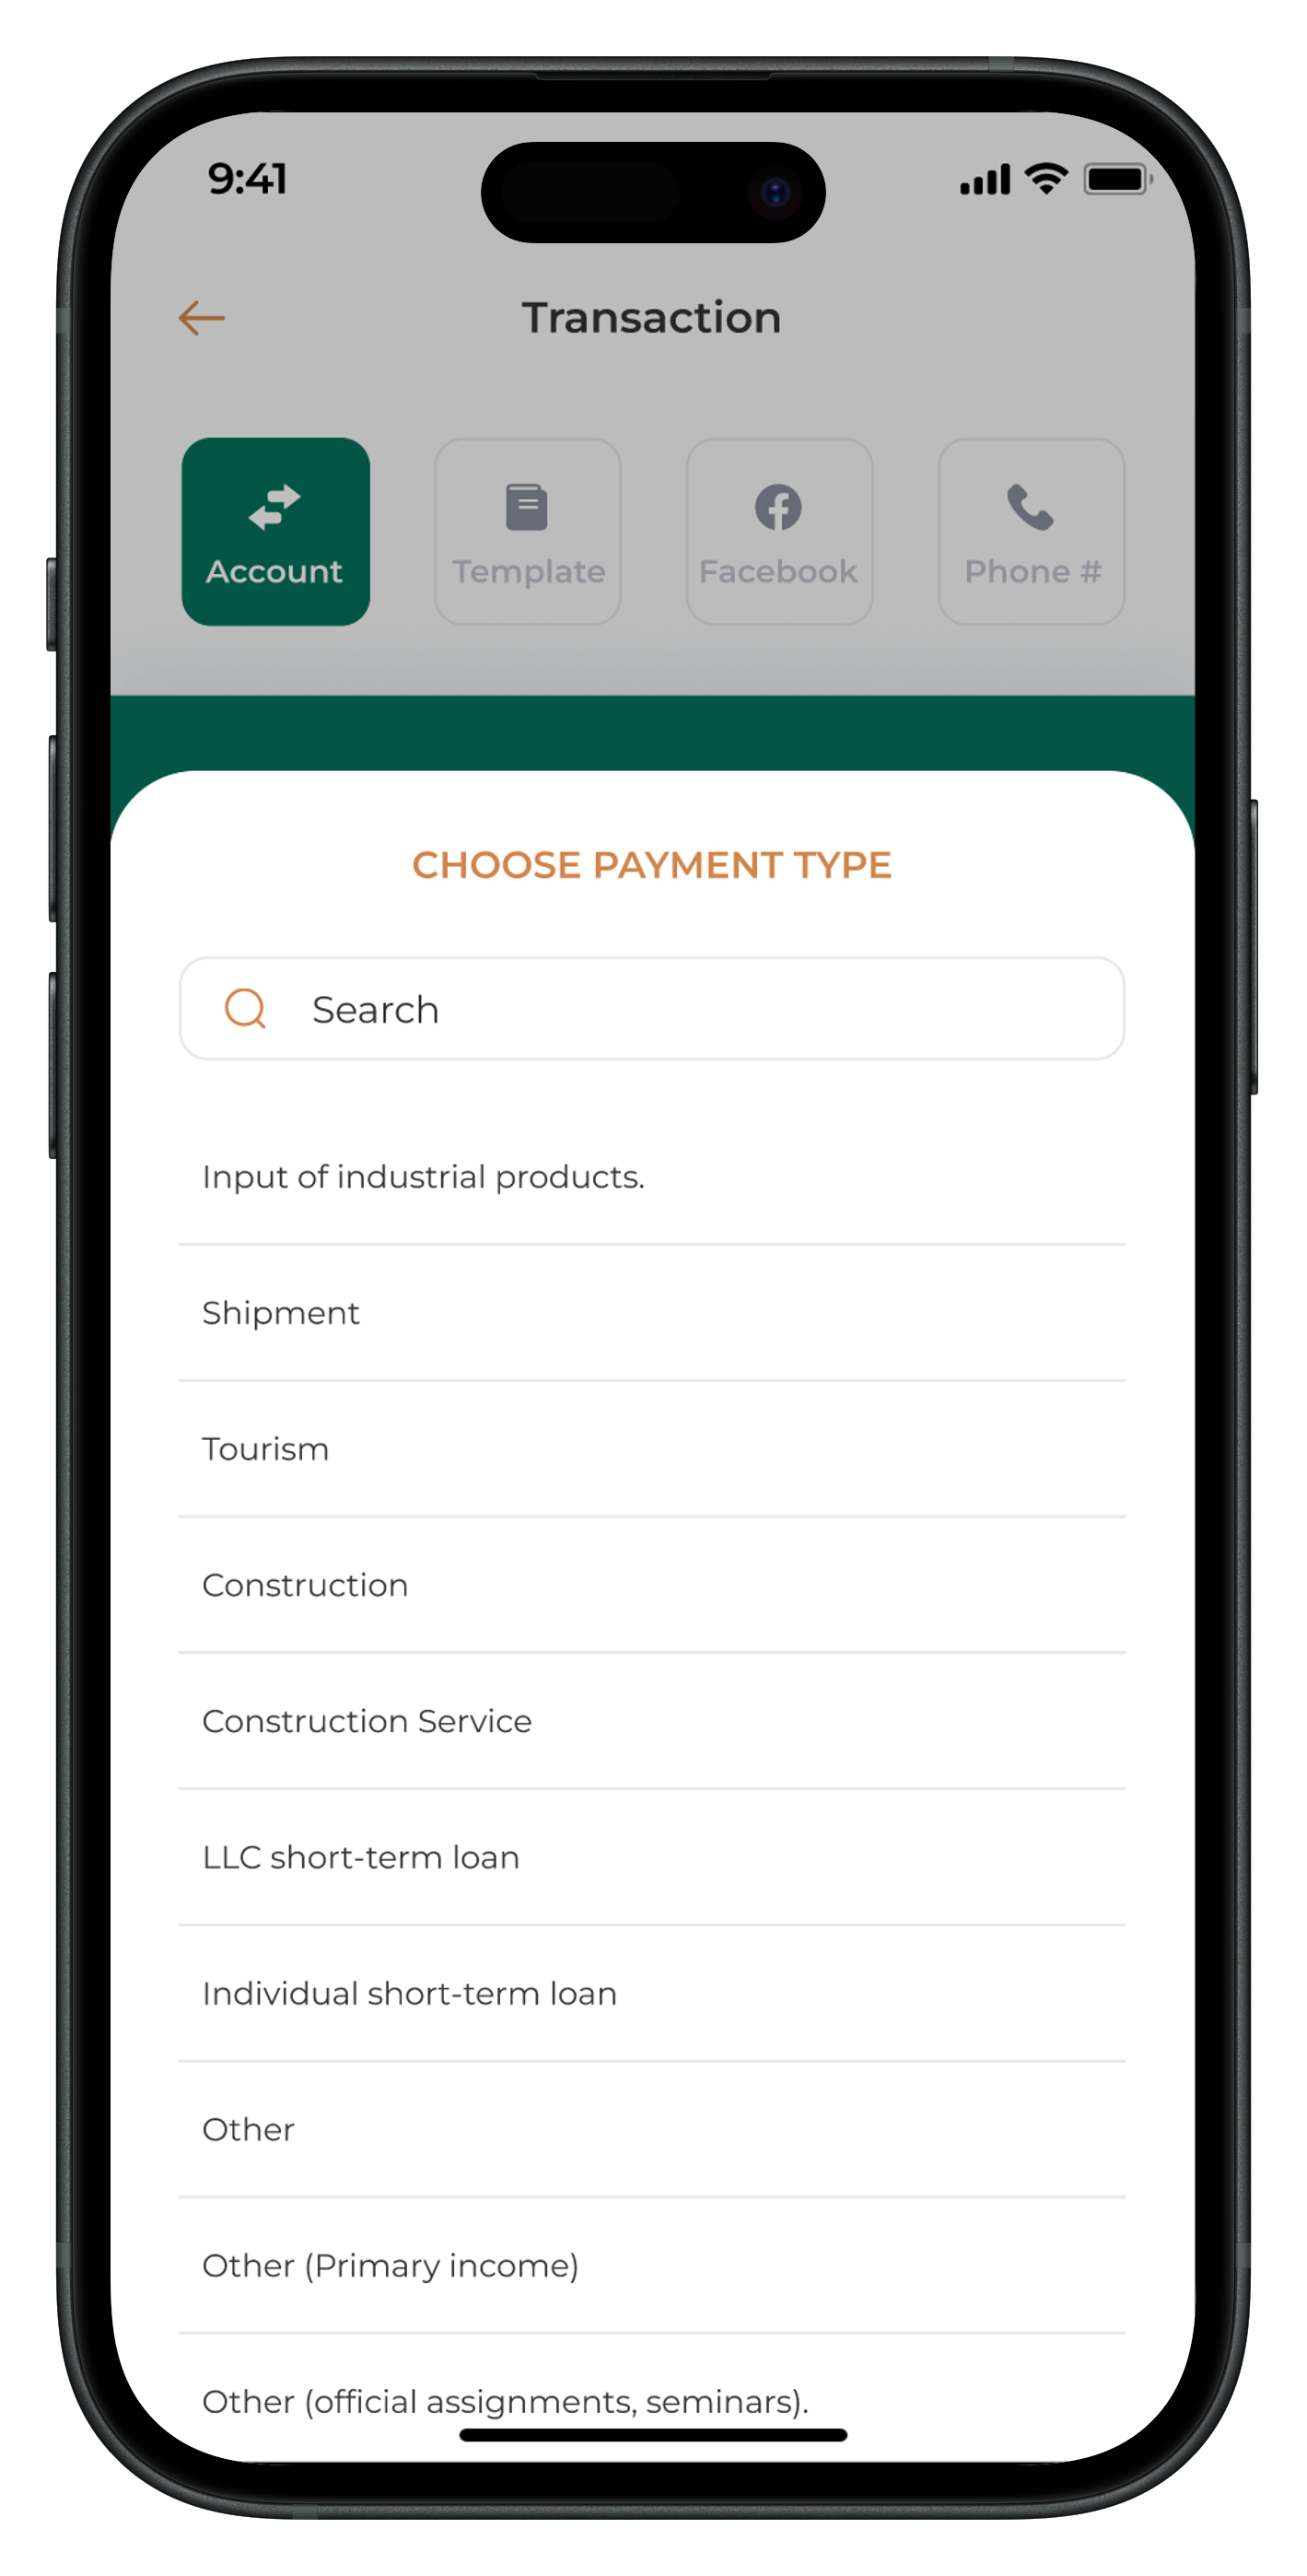 9:41
Transaction
Account
Template
Facebook
Phone #
CHOOSE PAYMENT TYPE
Search
Input of industrial products.
Shipment
Tourism
Construction
Construction Service
LLC short-term loan
Individual short-term loan
Other
Other (Primary income)
Other (official assignments, seminars).